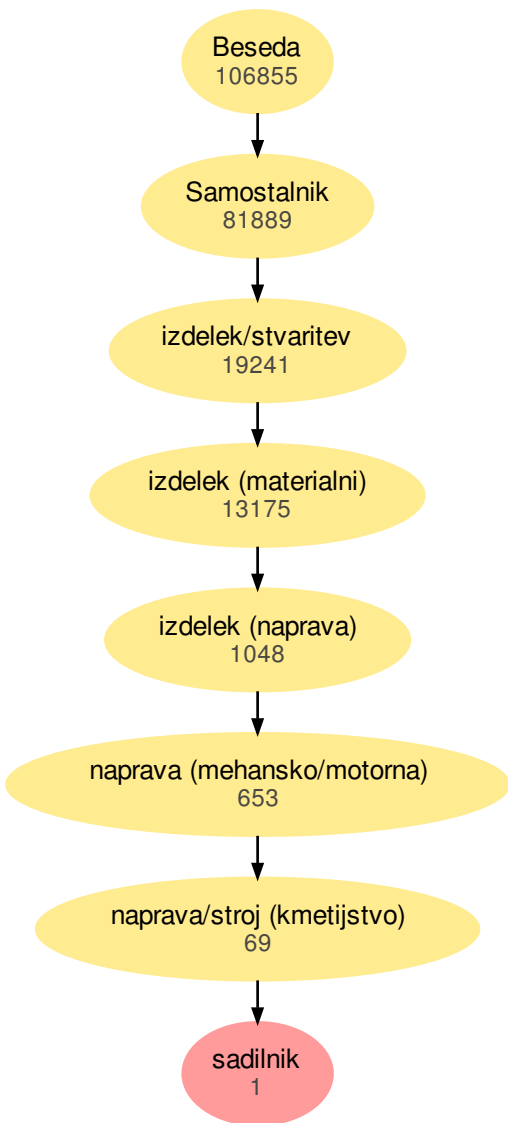 Beseda
106855
Samostalnik
81889
izdelek/stvaritev
19241
izdelek (materialni)
13175
izdelek (naprava)
1048
naprava (mehansko/motorna)
653
naprava/stroj (kmetijstvo)
69
sadilnik
1